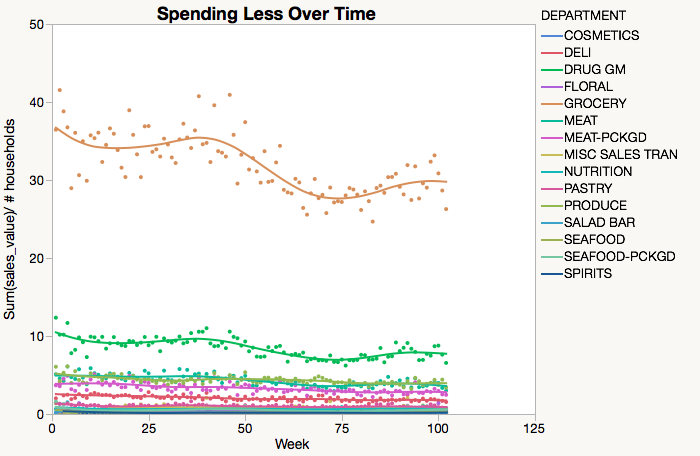 Spending Less Over Time
Sum(sales_value)/ # households
50
40
30
20
10
0
0 25 50 75 100 125
Week
DEPARTMENT
COSMETICS
DELI
DRUG GM
FLORAL
GROCERY
MEAT
MEAT-PCKGD
MISC SALES TRAN
NUTRITION
PASTRY
PRODUCE
SALAD BAR
SEAFOOD
SEAFOOD-PCKGD
SPIRITS